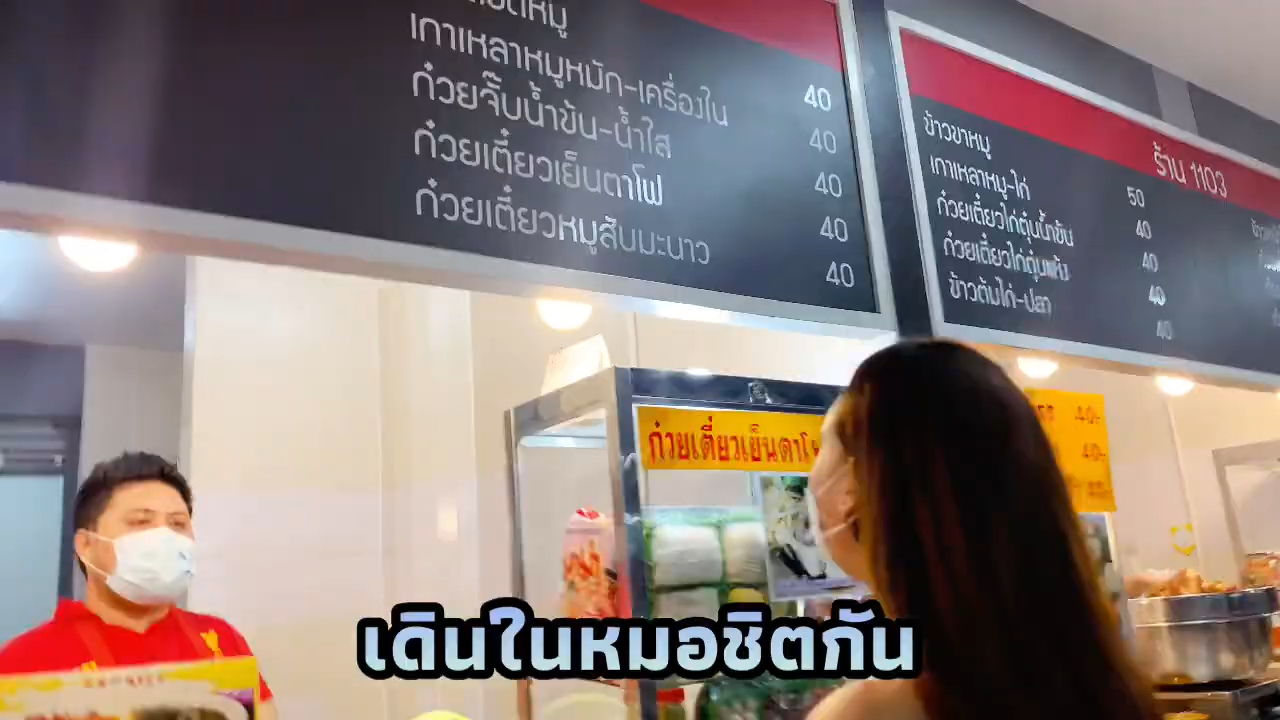 เกาเหลาหมูหมัก-เครื่องใน 40
ก๋วยจั๊บน้ำข้น-น้ำใส 40
ก๋วยเตี๋ยวเย็นตาโฟ 40
ก๋วยเตี๋ยวหมูสับมะนาว 40
40
ร้าน 1103
ข้าวขาหมู 50
เกาเหลาหมู-ไก่ 40
ก๋วยเตี๋ยวไก่ตุ๋นน้ำข้น 40
ก๋วยเตี๋ยวไก่ตุ๋นแห้ง 40
ข้าวต้มไก่-ปลา 40
ก๋วยเตี๋ยวเย็นตาโฟ
40-
40-
เดินในหมอชิตกัน